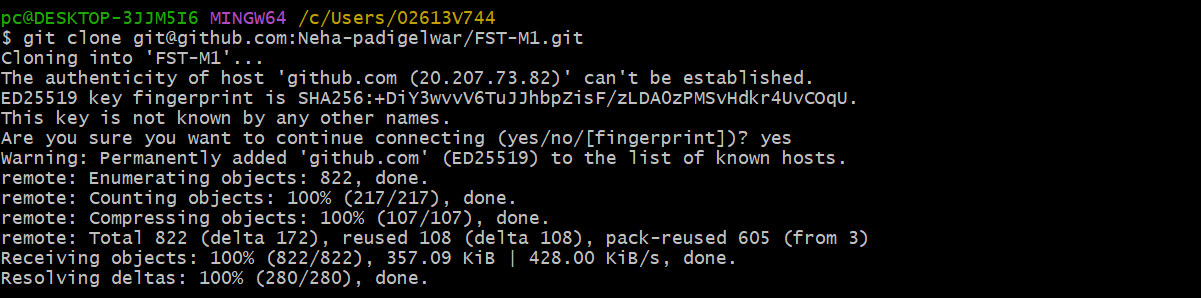 pc@DESKTOP-3JJM5I6 MINGW64 /c/Users/02613V744
$ git clone git@github.com:Neha-padigelwar/FST-M1.git
Cloning into 'FST-M1'...
The authenticity of host 'github.com (20.207.73.82)' can't be established.
ED25519 key fingerprint is SHA256:+DiY3wvvV6TuJJhbpZisF/zLDA0zPMSvHdkr4UvCOqU.
This key is not known by any other names.
Are you sure you want to continue connecting (yes/no/[fingerprint])? yes
Warning: Permanently added 'github.com' (ED25519) to the list of known hosts.
remote: Enumerating objects: 822, done.
remote: Counting objects: 100% (217/217), done.
remote: Compressing objects: 100% (107/107), done.
remote: Total 822 (delta 172), reused 108 (delta 108), pack-reused 605 (from 3)
Receiving objects: 100% (822/822), 357.09 KiB | 428.00 KiB/s, done.
Resolving deltas: 100% (280/280), done.